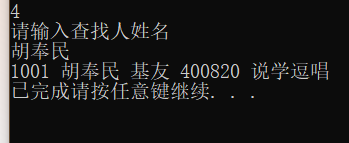 4
请输入查找人姓名
胡奉民
1001 胡奉民 基友 400820 说学逗唱
已完成请按任意键继续. . .